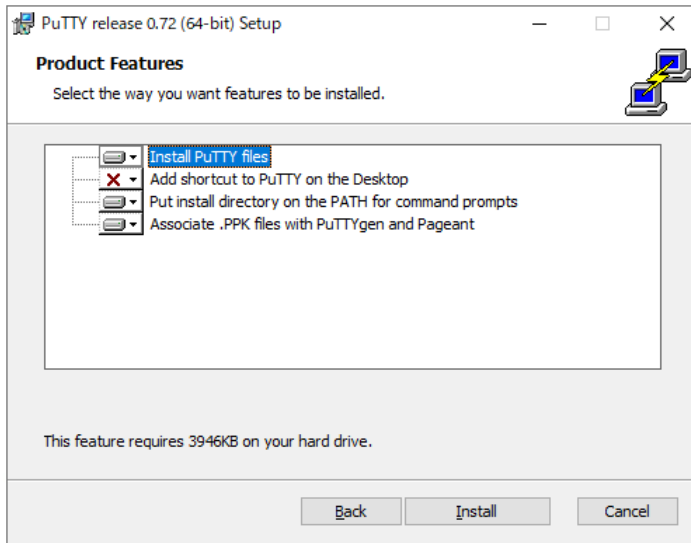 PuTTY release 0.72 (64-bit) Setup
Product Features
Select the way you want features to be installed.
Install PuTTY files
Add shortcut to PuTTY on the Desktop
Put install directory on the PATH for command prompts
Associate .PPK files with PuTTYgen and Pageant
This feature requires 3946KB on your hard drive.
Back Install Cancel